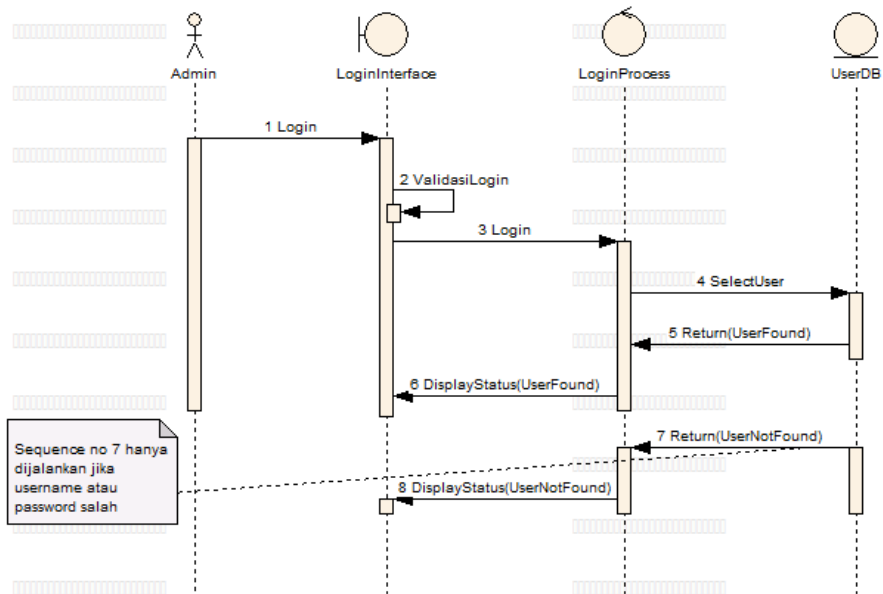 Admin
LoginInterface
LoginProcess
UserDB
1 Login
2 ValidasiLogin
3 Login
4 SelectUser
5 Return(UserFound)
6 DisplayStatus(UserFound)
7 Return(UserNotFound)
Sequence no 7 hanya
dijalankan jika
username atau
password salah
8 DisplayStatus(UserNotFound)